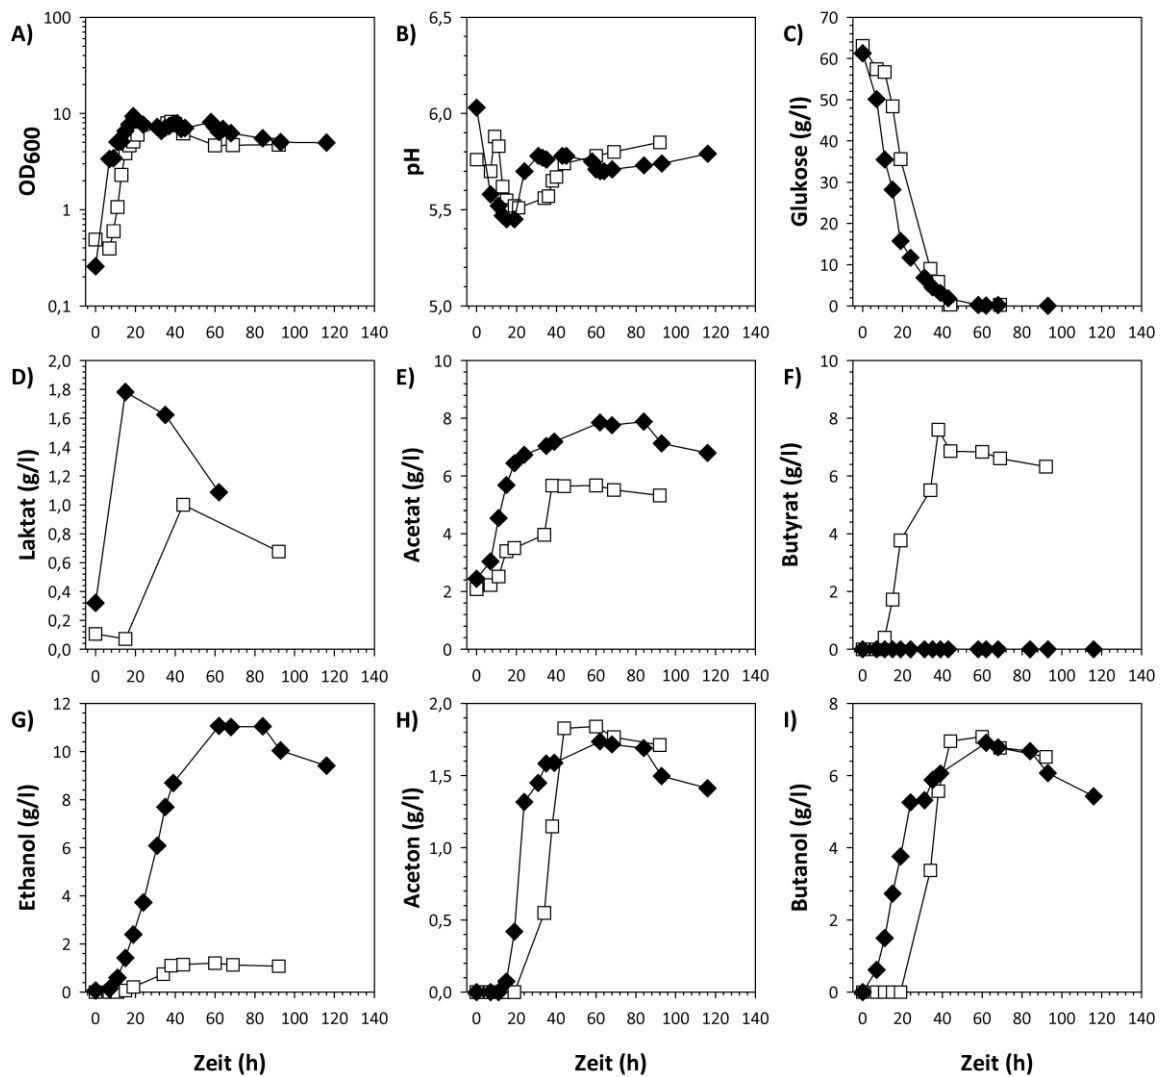 A)
OD600
100
10
1
0,1
0 20 40 60 80 100 120 140
B)
pH
6,5
6,0
5,5
5,0
0 20 40 60 80 100 120 140
C)
Glukose (g/l)
70
60
50
40
30
20
10
0
0 20 40 60 80 100 120 140
D)
Laktat (g/l)
2,0
1,8
1,6
1,4
1,2
1,0
0,8
0,6
0,4
0,2
0,0
0 20 40 60 80 100 120 140
E)
Acetat (g/l)
10
8
6
4
2
0
0 20 40 60 80 100 120 140
F)
Butyrat (g/l)
10
8
6
4
2
0
0 20 40 60 80 100 120 140
G)
Ethanol (g/l)
12
10
8
6
4
2
0
0 20 40 60 80 100 120 140
Zeit (h)
H)
Aceton (g/l)
2,0
1,5
1,0
0,5
0,0
0 20 40 60 80 100 120 140
Zeit (h)
I)
Butanol (g/l)
8
6
4
2
0
0 20 40 60 80 100 120 140
Zeit (h)